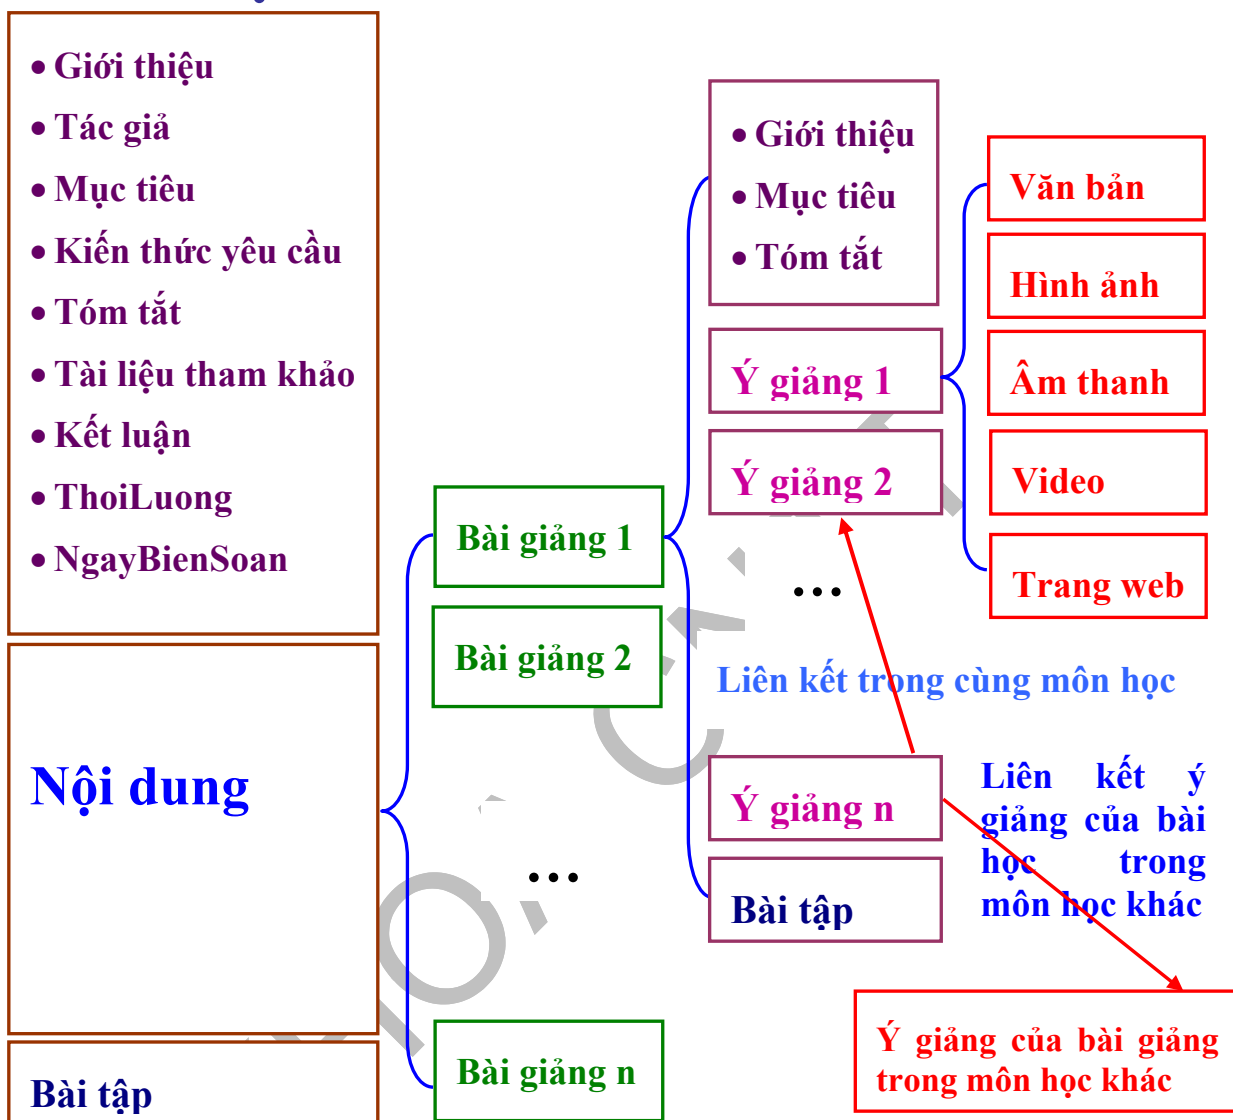 • Giới thiệu
• Tác giả
• Mục tiêu
• Kiến thức yêu cầu
• Tóm tắt
• Tài liệu tham khảo
• Kết luận
• ThoiLuong
• NgayBienSoan
Nội dung
Bài tập
Bài giảng 1
Bài giảng 2
...
Bài giảng n
• Giới thiệu
• Mục tiêu
• Tóm tắt
Ý giảng 1
Ý giảng 2
...
Liên kết trong cùng môn học
Ý giảng n
Bài tập
Văn bản
Hình ảnh
Âm thanh
Video
Trang web
Liên kết ý
giảng của bài
học trong
môn học khác
Ý giảng của bài giảng
trong môn học khác